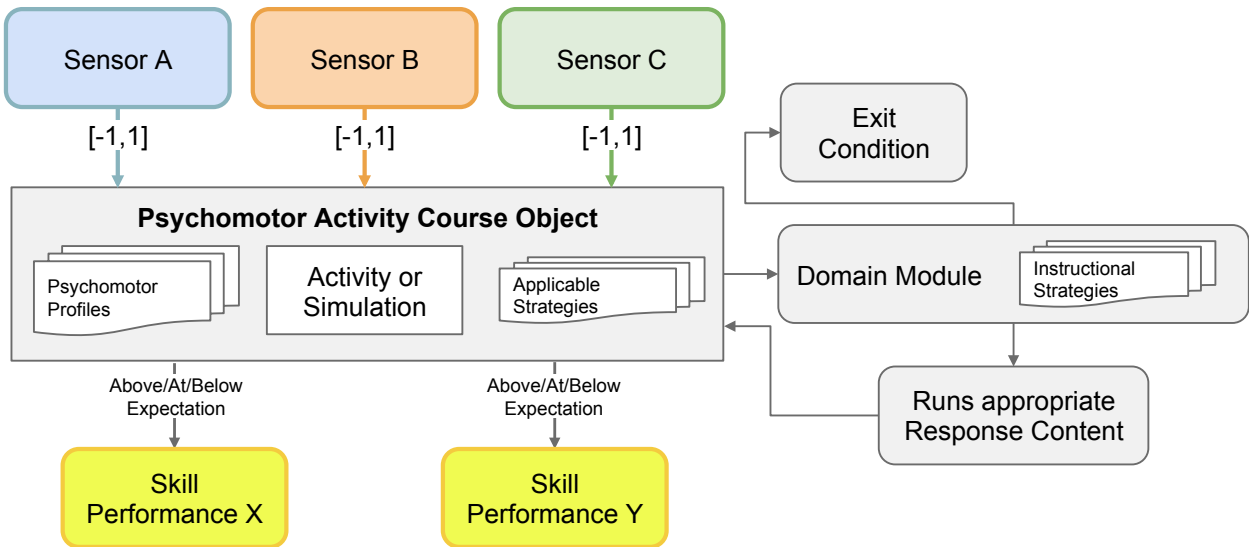 Sensor A
Sensor B
Sensor C
[-1,1]
[-1,1]
[-1,1]
Exit
Condition
Psychomotor Activity Course Object
Psychomotor
Profiles
Activity or
Simulation
Applicable
Strategies
Domain Module
Instructional
Strategies
Above/At/Below
Expectation
Above/At/Below
Expectation
Runs appropriate
Response Content
Skill
Performance X
Skill
Performance Y